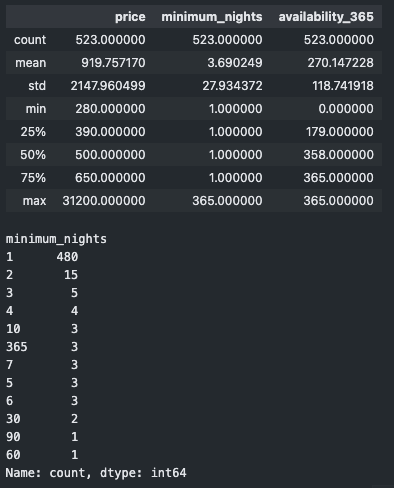 price minimum_nights availability_365
count 523.000000 523.000000 523.000000
mean 919.757170 3.690249 270.147228
std 2147.960499 27.934372 118.741918
min 280.000000 1.000000 0.000000
25% 390.000000 1.000000 179.000000
50% 500.000000 1.000000 358.000000
75% 650.000000 1.000000 365.000000
max 31200.000000 365.000000 365.000000
minimum_nights
1 480
2 15
3 5
4 4
10 3
365 3
7 3
5 3
6 3
30 2
90 1
60 1
Name: count, dtype: int64